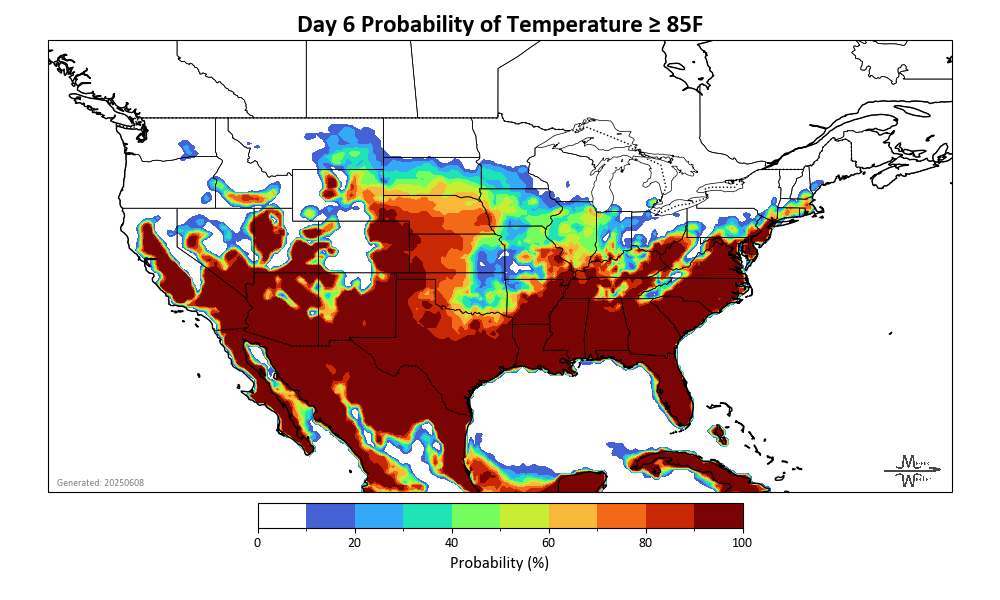 Day 6 Probability of Temperature ≥ 85F
Generated: 20250608
0 20 40 60 80 100
Probability (%)